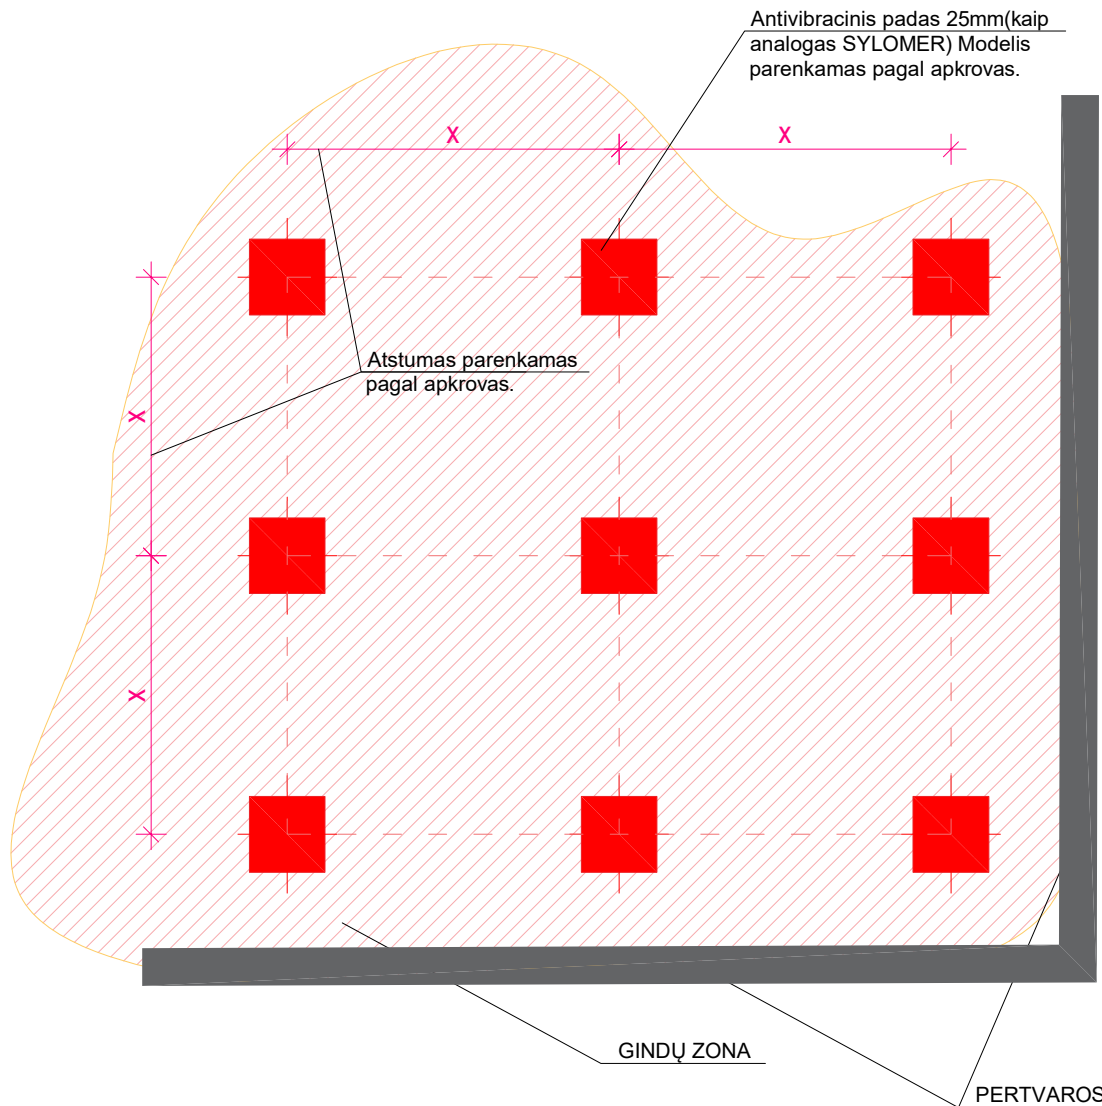 Antivibracinis padas 25mm(kaip
analogas SYLOMER) Modelis
parenkamas pagal apkrovas.
X
X
Atstumas parenkamas
pagal apkrovas.
X
X
GINDŲ ZONA
PERTVAROS